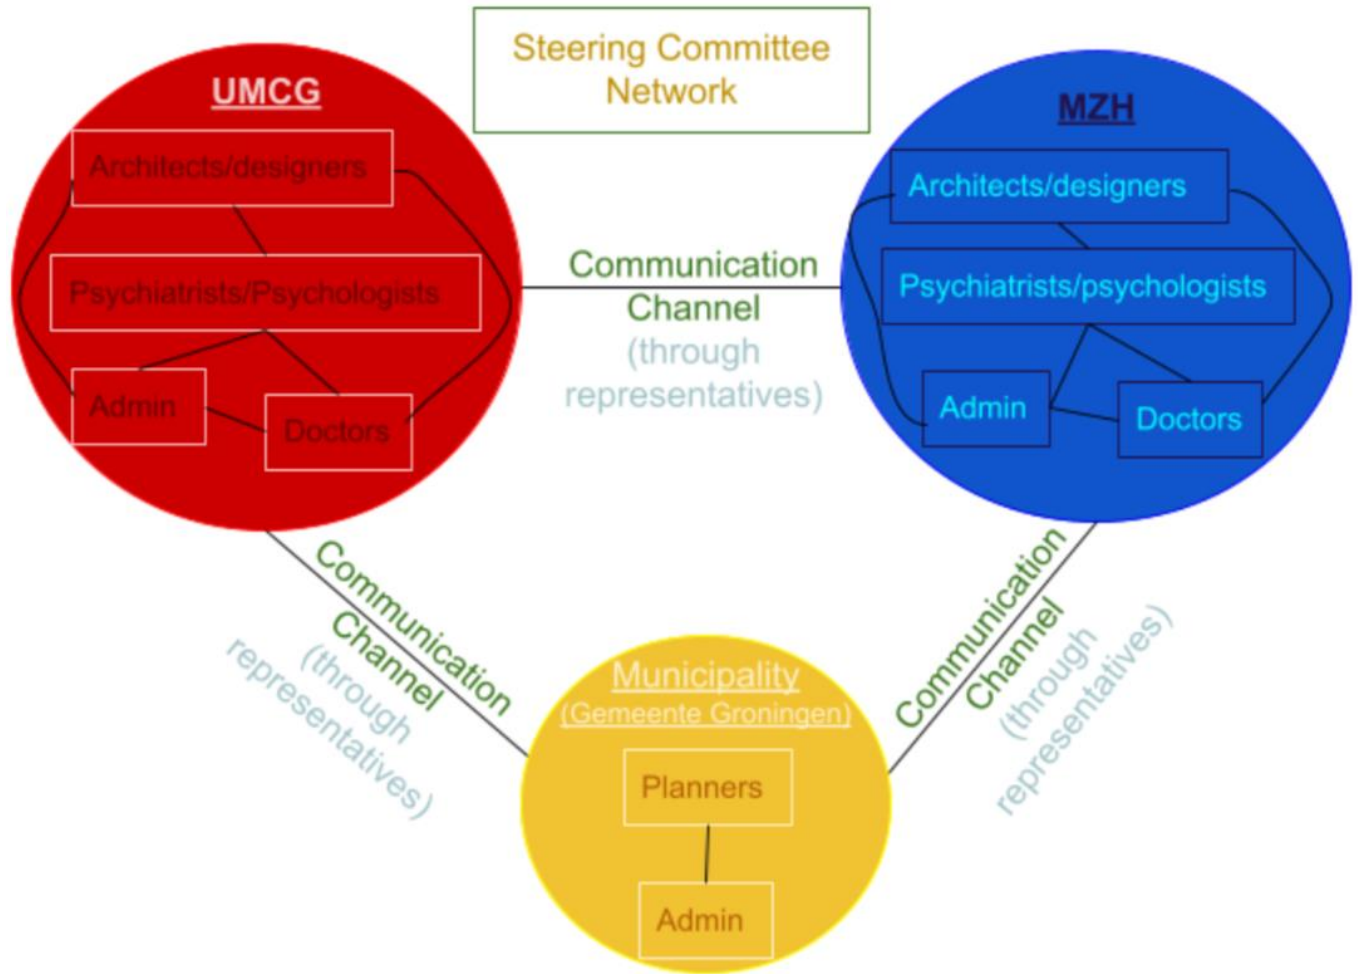 Steering Committee
Network
UMCG
Architects/designers
Psychiatrists/Psychologists
Admin
Doctors
Communication
Channel
(through
representatives)
MZH
Architects/designers
Psychiatrists/psychologists
Admin
Doctors
Communication
Channel
(through
representatives)
Communication
Channel
(through
representatives)
Municipality
(Gemeente Groningen)
Planners
Admin